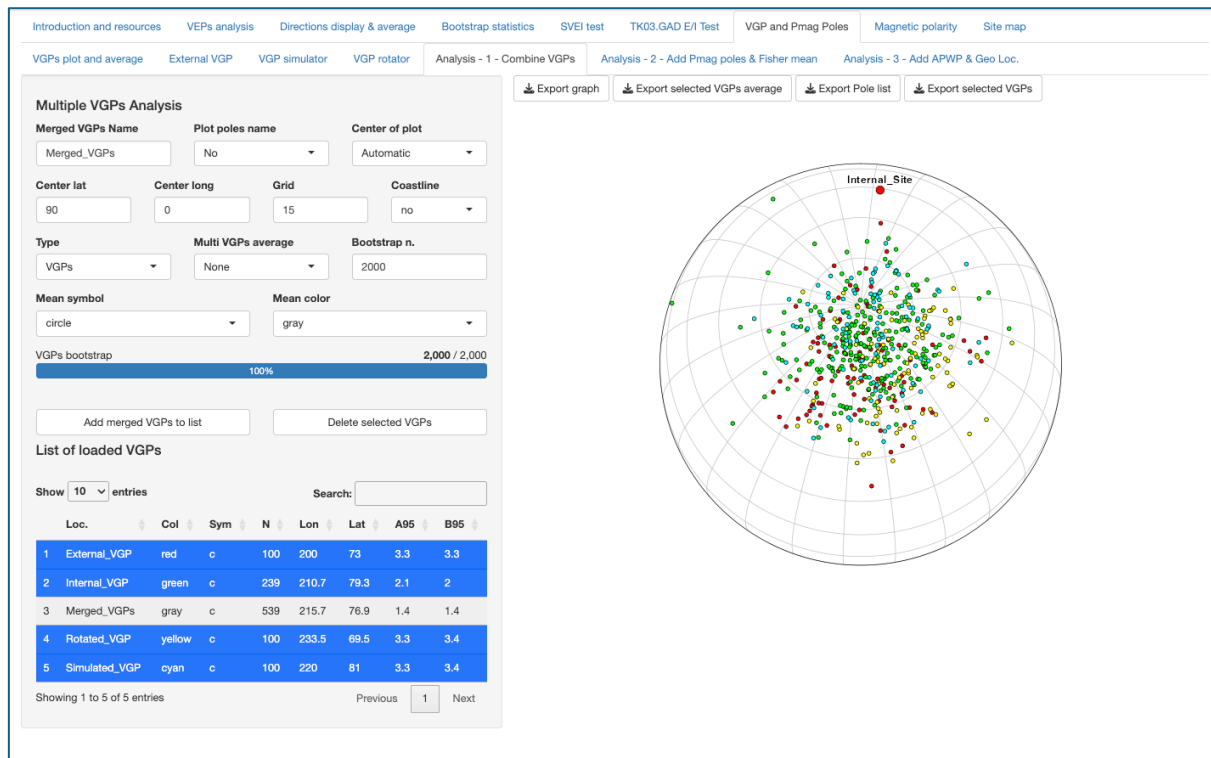 Introduction and resources VEPs analysis Directions display & average Bootstrap statistics SVEI test TK03.GAD E/I Test VGP and Pmag Poles Magnetic polarity Site map
VGPs plot and average External VGP VGP simulator VGP rotator Analysis - 1 - Combine VGPs Analysis - 2 - Add Pmag poles & Fisher mean Analysis - 3 - Add APWP & Geo Loc.
Export graph Export selected VGPs average Export Pole list Export selected VGPs
Multiple VGPs Analysis
Merged VGPs Name Plot poles name Center of plot
Merged_VGPs No Automatic
Center lat Center long Grid Coastline
90 0 15 no
Type Multi VGPs average Bootstrap n.
VGPs None 2000
Mean symbol Mean color
circle gray
VGPs bootstrap 2,000 / 2,000
100%
Add merged VGPs to list Delete selected VGPs
List of loaded VGPs
Show 10 entries Search:
Loc. Col Sym N Lon Lat A95 B95
1 External_VGP red c 100 200 73 3.3 3.3
2 Internal_VGP green c 239 210.7 79.3 2.1 2
3 Merged_VGPs gray c 539 215.7 76.9 1.4 1.4
4 Rotated_VGP yellow c 100 233.5 69.5 3.3 3.4
5 Simulated_VGP cyan c 100 220 81 3.3 3.4
Showing 1 to 5 of 5 entries Previous 1 Next
Internal_Site